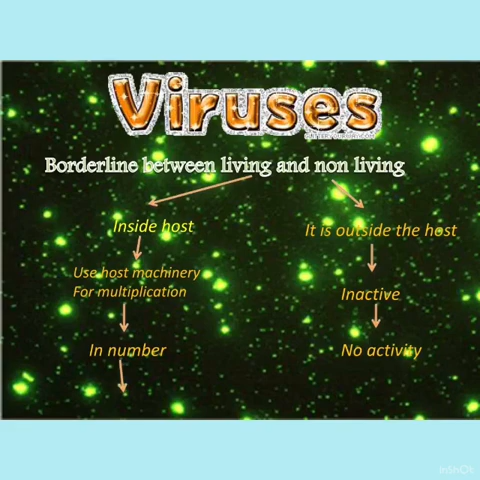 Viruses
Borderline between living and non living
Inside host
It is outside the host
Use host machinery
For multiplication
Inactive
In number
No activity
InShOt